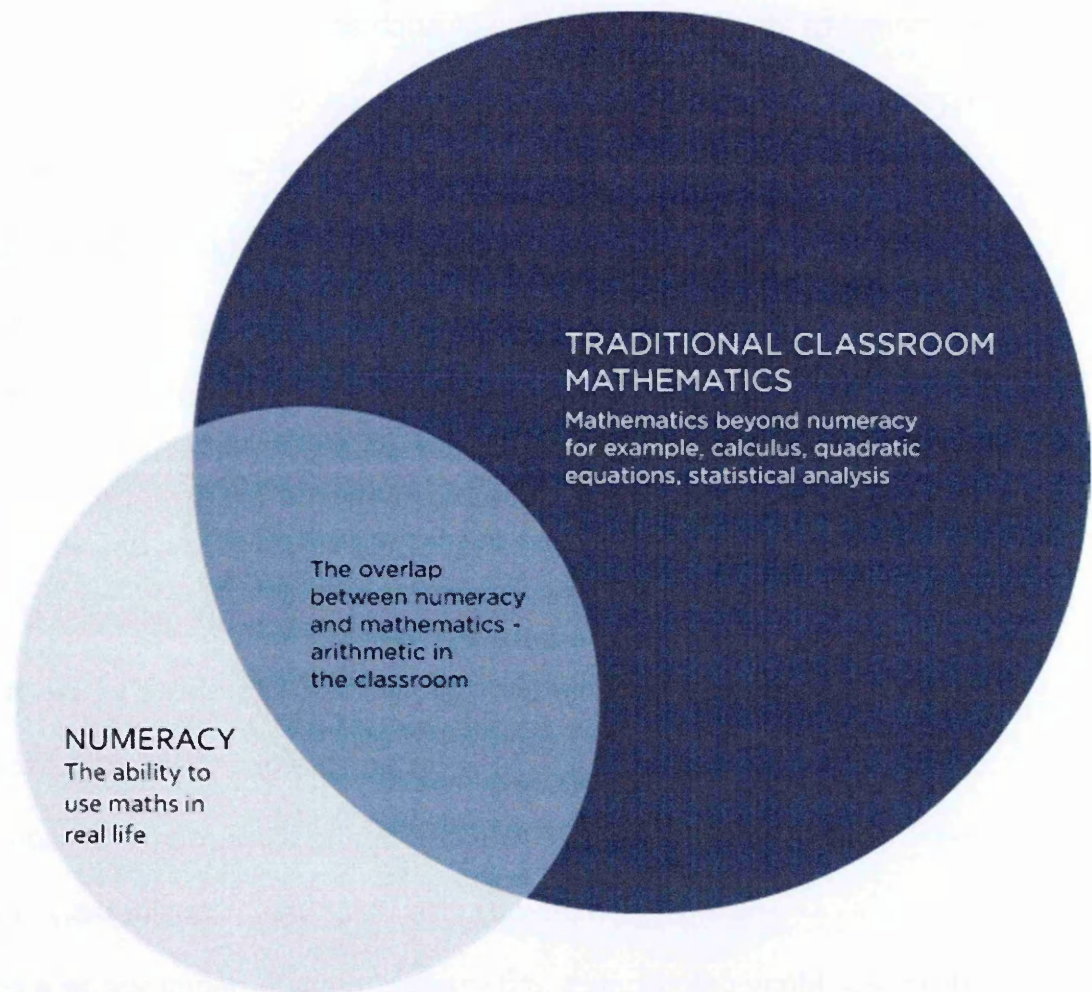 TRADITIONAL CLASSROOM
MATHEMATICS
Mathematics beyond numeracy
for example, calculus, quadratic
equations, statistical analysis
The overlap
between numeracy
and mathematics -
arithmetic in
the classroom
NUMERACY
The ability to
use maths in
real life